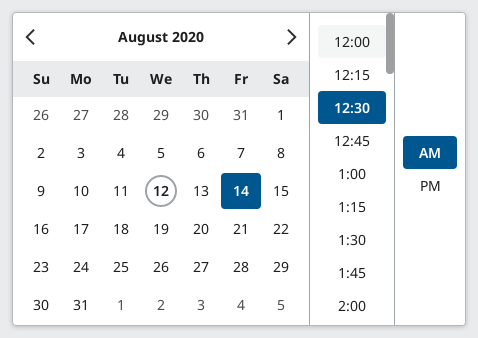 August 2020
Su Mo Tu We Th Fr Sa
26 27 28 29 30 31 1
2 3 4 5 6 7 8
9 10 11 12 13 14 15
16 17 18 19 20 21 22
23 24 25 26 27 28 29
30 31 1 2 3 4 5
12:00
12:15
12:30
12:45
1:00
1:15
1:30
1:45
2:00
AM
PM